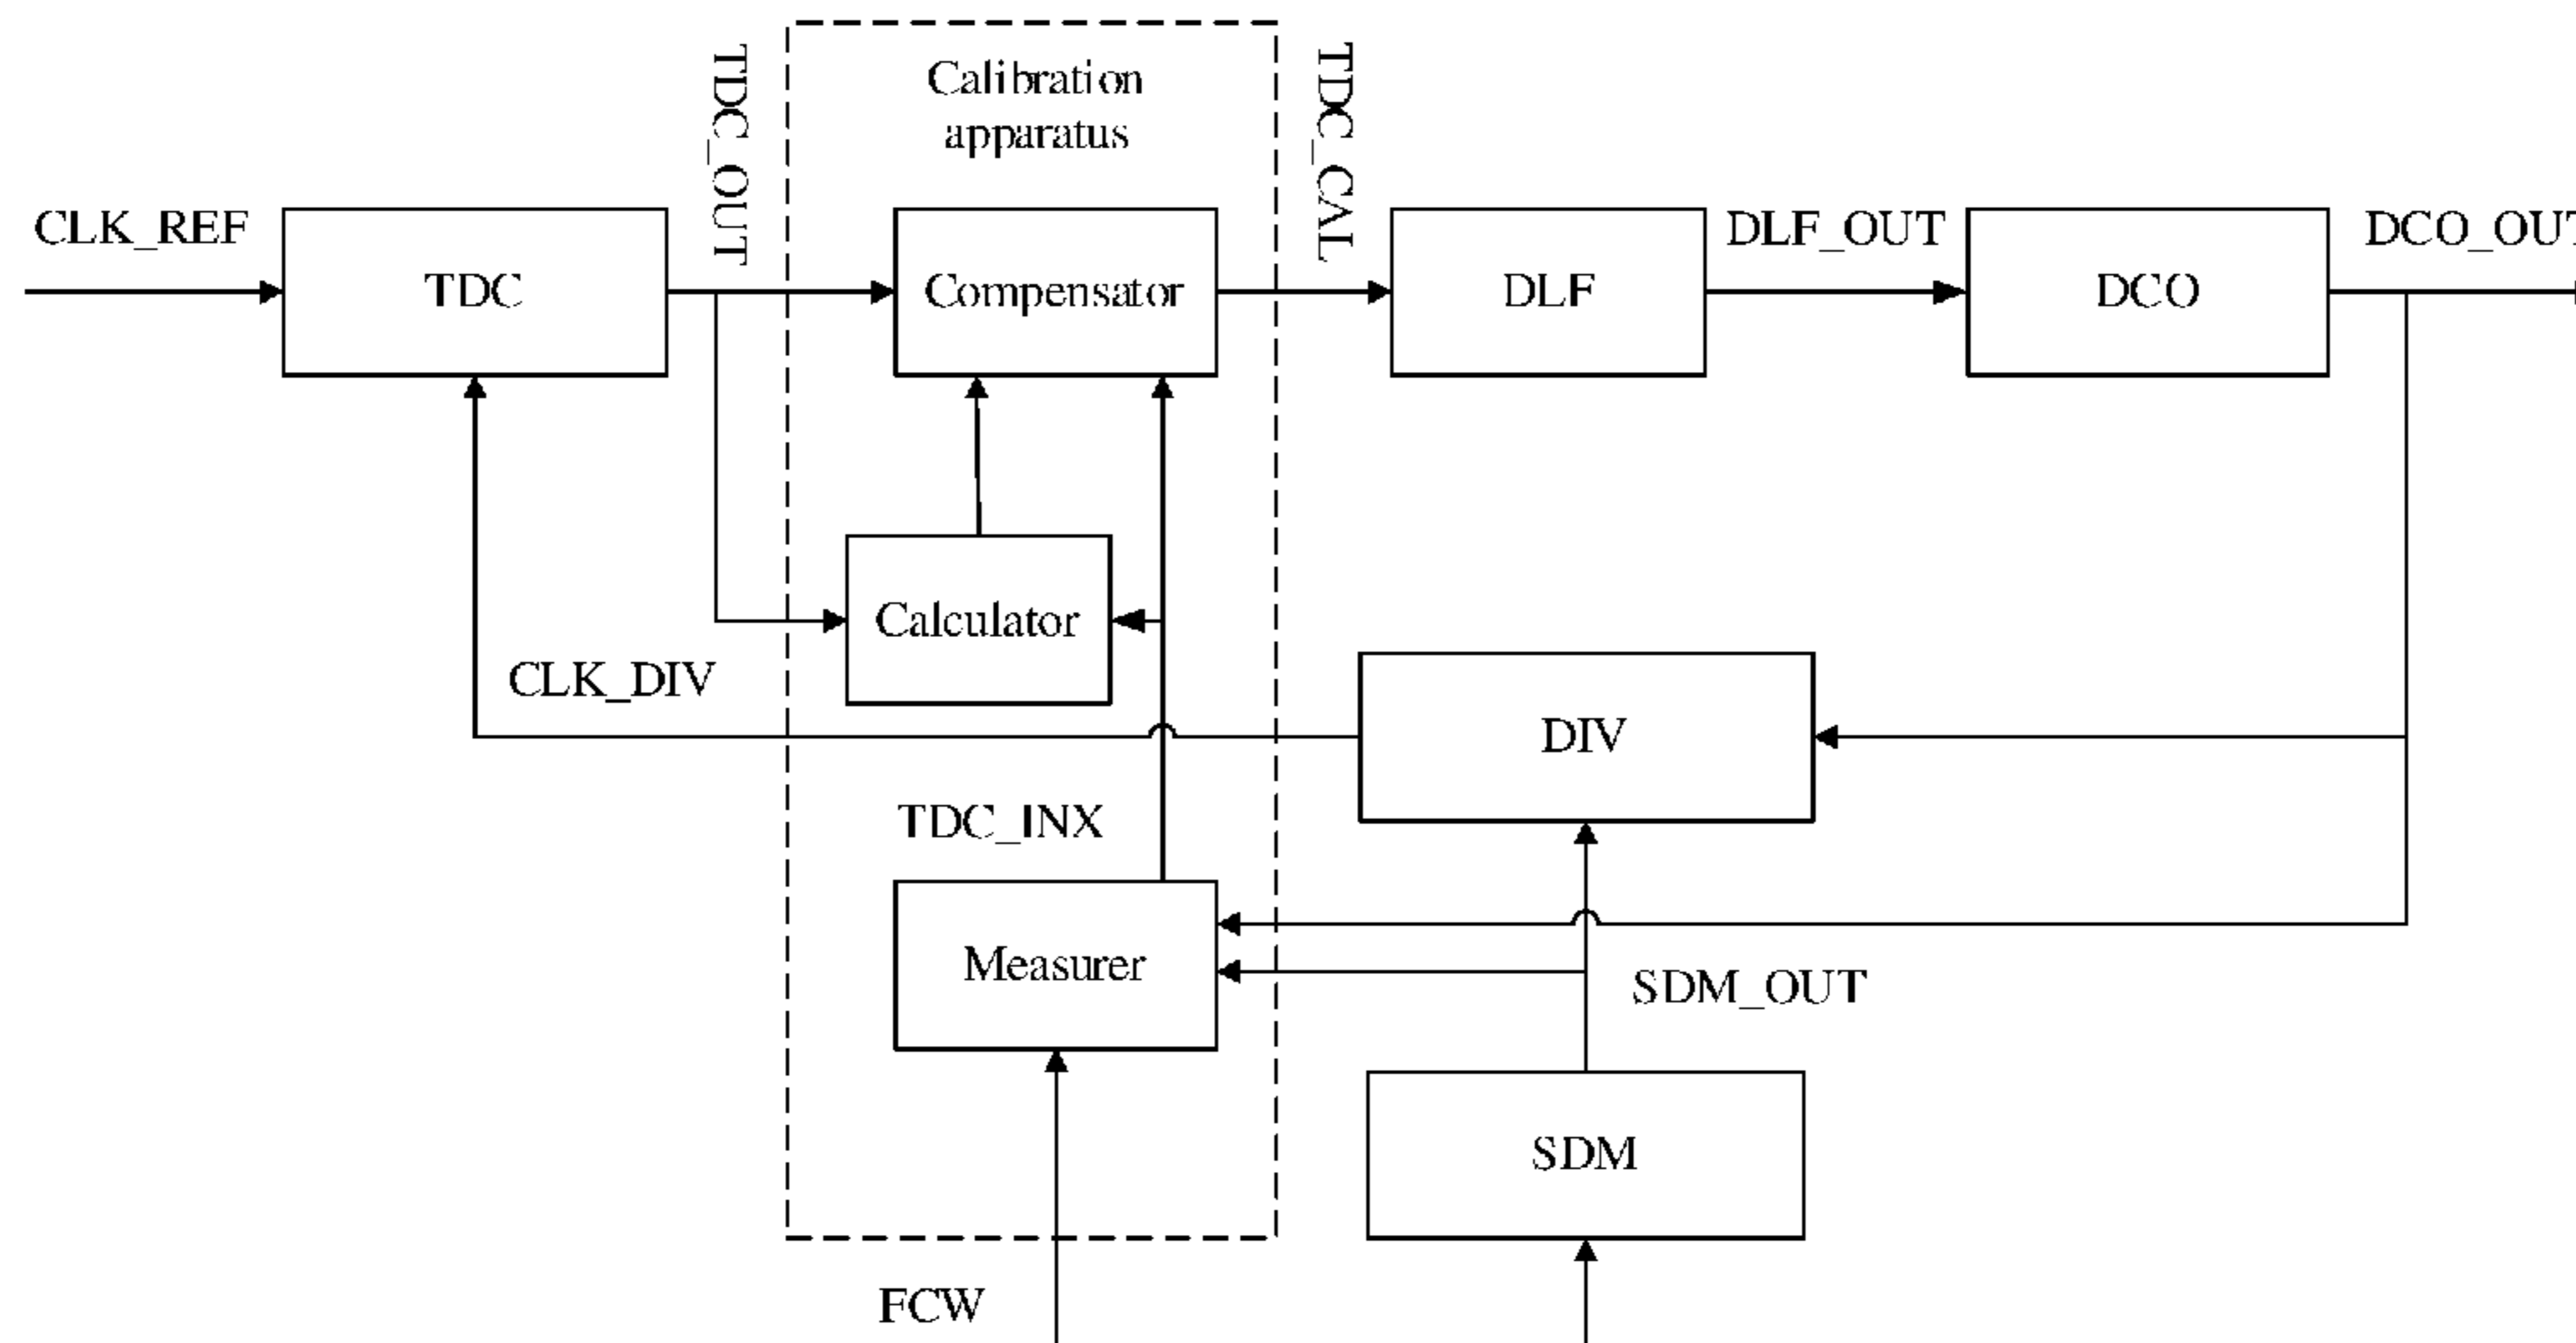 Calibration
apparatus
TDC_OUT
TDC_CAL
CLK_REF
TDC
Compensator
DLF
DLF_OUT
DCO
DCO_OUT
Calculator
CLK_DIV
DIV
TDC_INX
Measurer
SDM_OUT
SDM
FCW